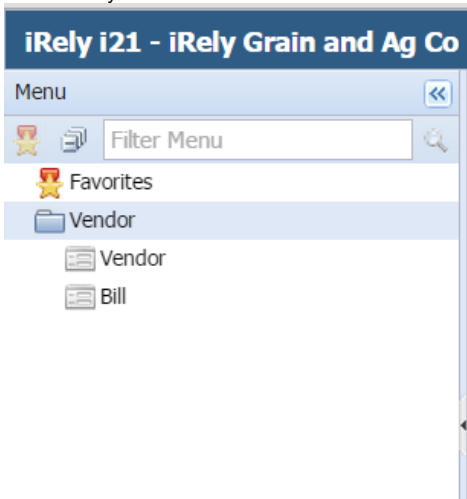 iRely i21 - iRely Grain and Ag Co
Menu
Filter Menu
Favorites
Vendor
Vendor
Bill